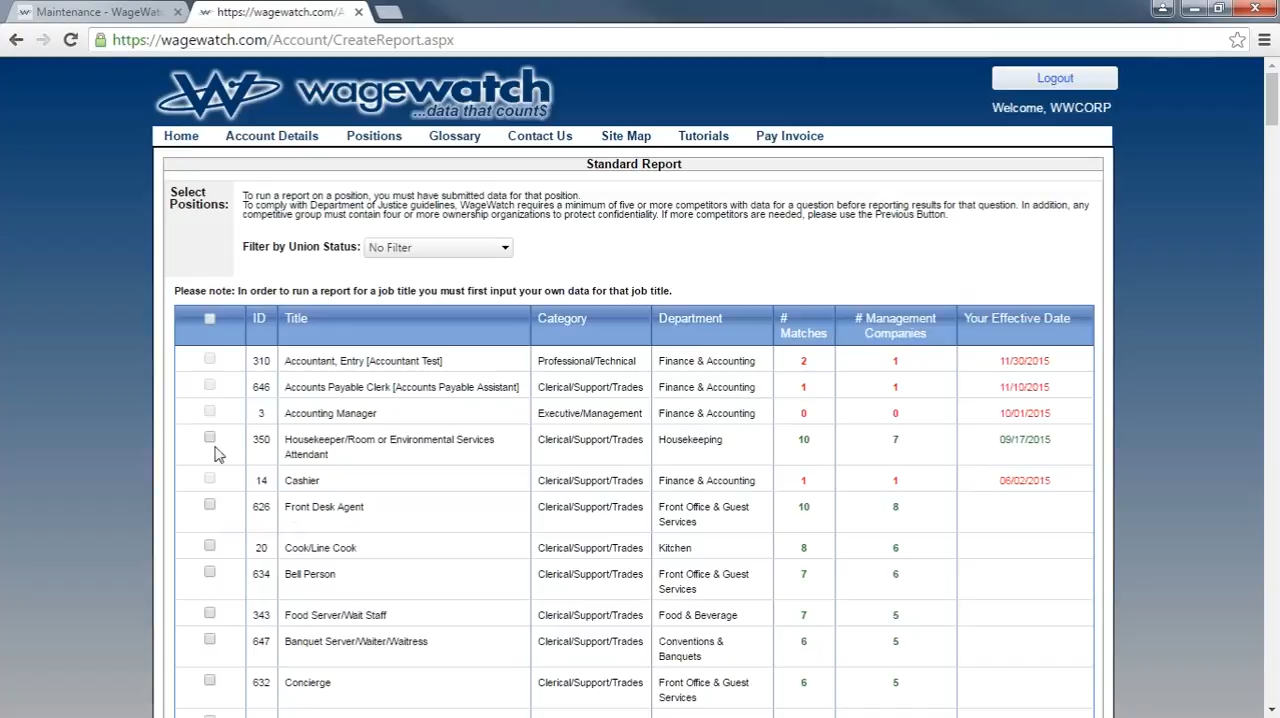 Maintenance - WageWat
https://wagewatch.com/A
https://wagewatch.com/Account/CreateReport.aspx
wagewatch
...data that count$
Logout
Welcome, WWCORP
Home Account Details Positions Glossary Contact Us Site Map Tutorials Pay Invoice
Standard Report
Select Positions:
To run a report on a position, you must have submitted data for that position.
To comply with Department of Justice guidelines, WageWatch requires a minimum of five or more competitors with data for a question before reporting results for that question. In addition, any
competitive group must contain four or more ownership organizations to protect confidentiality. If more competitors are needed, please use the Previous Button.
Filter by Union Status: No Filter
Please note: In order to run a report for a job title you must first input your own data for that job title.
ID Title Category Department # Matches # Management Companies Your Effective Date
310 Accountant, Entry [Accountant Test] Professional/Technical Finance & Accounting 2 1 11/30/2015
646 Accounts Payable Clerk [Accounts Payable Assistant] Clerical/Support/Trades Finance & Accounting 1 1 11/10/2015
3 Accounting Manager Executive/Management Finance & Accounting 0 0 10/01/2015
350 Housekeeper/Room or Environmental Services Attendant Clerical/Support/Trades Housekeeping 10 7 09/17/2015
14 Cashier Clerical/Support/Trades Finance & Accounting 1 1 06/02/2015
626 Front Desk Agent Clerical/Support/Trades Front Office & Guest Services 10 8
20 Cook/Line Cook Clerical/Support/Trades Kitchen 8 6
634 Bell Person Clerical/Support/Trades Front Office & Guest Services 7 6
343 Food Server/Wait Staff Clerical/Support/Trades Food & Beverage 7 5
647 Banquet Server/Waiter/Waitress Clerical/Support/Trades Conventions & Banquets 6 5
632 Concierge Clerical/Support/Trades Front Office & Guest Services 6 5